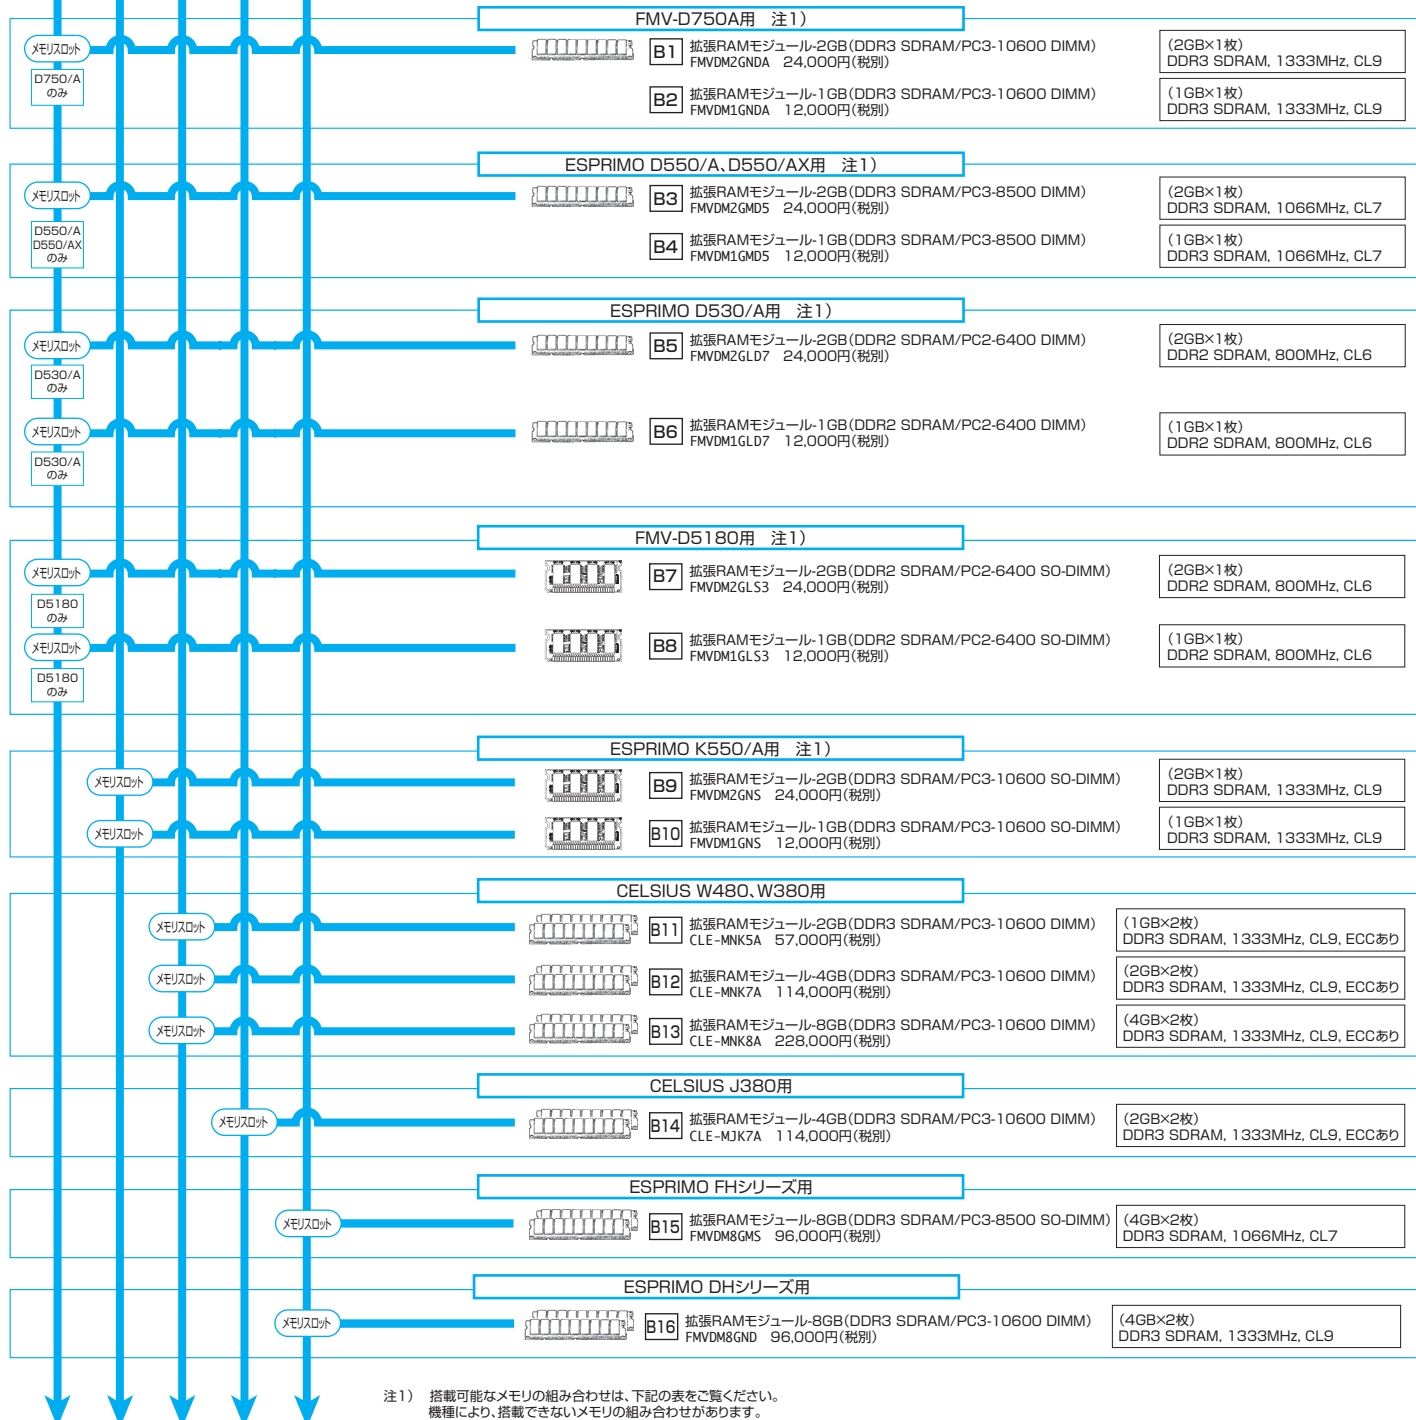 FMV-D750A用　注1）
メモリスロット
D750/A
のみ
B1
拡張RAMモジュール-2GB（DDR3 SDRAM/PC3-10600 DIMM）
FMVDM2GNDA　24,000円（税別）
（2GB×1枚）
DDR3 SDRAM, 1333MHz, CL9
B2
拡張RAMモジュール-1GB（DDR3 SDRAM/PC3-10600 DIMM）
FMVDM1GNDA　12,000円（税別）
（1GB×1枚）
DDR3 SDRAM, 1333MHz, CL9
ESPRIMO D550/A、D550/AX用　注1）
メモリスロット
D550/A
D550/AX
のみ
B3
拡張RAMモジュール-2GB（DDR3 SDRAM/PC3-8500 DIMM）
FMVDM2GMD5　24,000円（税別）
（2GB×1枚）
DDR3 SDRAM, 1066MHz, CL7
B4
拡張RAMモジュール-1GB（DDR3 SDRAM/PC3-8500 DIMM）
FMVDM1GMD5　12,000円（税別）
（1GB×1枚）
DDR3 SDRAM, 1066MHz, CL7
ESPRIMO D530/A用　注1）
メモリスロット
D530/A
のみ
B5
拡張RAMモジュール-2GB（DDR2 SDRAM/PC2-6400 DIMM）
FMVDM2GLD7　24,000円（税別）
（2GB×1枚）
DDR2 SDRAM, 800MHz, CL6
メモリスロット
D530/A
のみ
B6
拡張RAMモジュール-1GB（DDR2 SDRAM/PC2-6400 DIMM）
FMVDM1GLD7　12,000円（税別）
（1GB×1枚）
DDR2 SDRAM, 800MHz, CL6
FMV-D5180用　注1）
メモリスロット
D5180
のみ
B7
拡張RAMモジュール-2GB（DDR2 SDRAM/PC2-6400 SO-DIMM）
FMVDM2GLS3　24,000円（税別）
（2GB×1枚）
DDR2 SDRAM, 800MHz, CL6
メモリスロット
D5180
のみ
B8
拡張RAMモジュール-1GB（DDR2 SDRAM/PC2-6400 SO-DIMM）
FMVDM1GLS3　12,000円（税別）
（1GB×1枚）
DDR2 SDRAM, 800MHz, CL6
ESPRIMO K550/A用　注1）
メモリスロット
B9
拡張RAMモジュール-2GB（DDR3 SDRAM/PC3-10600 SO-DIMM）
FMVDM2GNS　24,000円（税別）
（2GB×1枚）
DDR3 SDRAM, 1333MHz, CL9
メモリスロット
B10
拡張RAMモジュール-1GB（DDR3 SDRAM/PC3-10600 SO-DIMM）
FMVDM1GNS　12,000円（税別）
（1GB×1枚）
DDR3 SDRAM, 1333MHz, CL9
CELSIUS W480、W380用
メモリスロット
B11
拡張RAMモジュール-2GB（DDR3 SDRAM/PC3-10600 DIMM）
CLE-MNK5A　57,000円（税別）
（1GB×2枚）
DDR3 SDRAM, 1333MHz, CL9, ECCあり
メモリスロット
B12
拡張RAMモジュール-4GB（DDR3 SDRAM/PC3-10600 DIMM）
CLE-MNK7A　114,000円（税別）
（2GB×2枚）
DDR3 SDRAM, 1333MHz, CL9, ECCあり
メモリスロット
B13
拡張RAMモジュール-8GB（DDR3 SDRAM/PC3-10600 DIMM）
CLE-MNK8A　228,000円（税別）
（4GB×2枚）
DDR3 SDRAM, 1333MHz, CL9, ECCあり
CELSIUS J380用
メモリスロット
B14
拡張RAMモジュール-4GB（DDR3 SDRAM/PC3-10600 DIMM）
CLE-MJK7A　114,000円（税別）
（2GB×2枚）
DDR3 SDRAM, 1333MHz, CL9, ECCあり
ESPRIMO FHシリーズ用
メモリスロット
B15
拡張RAMモジュール-8GB（DDR3 SDRAM/PC3-8500 SO-DIMM）
FMVDM8GMS　96,000円（税別）
（4GB×2枚）
DDR3 SDRAM, 1066MHz, CL7
ESPRIMO DHシリーズ用
メモリスロット
B16
拡張RAMモジュール-8GB（DDR3 SDRAM/PC3-10600 DIMM）
FMVDM8GND　96,000円（税別）
（4GB×2枚）
DDR3 SDRAM, 1333MHz, CL9
注1）　搭載可能なメモリの組み合わせは、下記の表をご覧ください。
機種により、搭載できないメモリの組み合わせがあります。